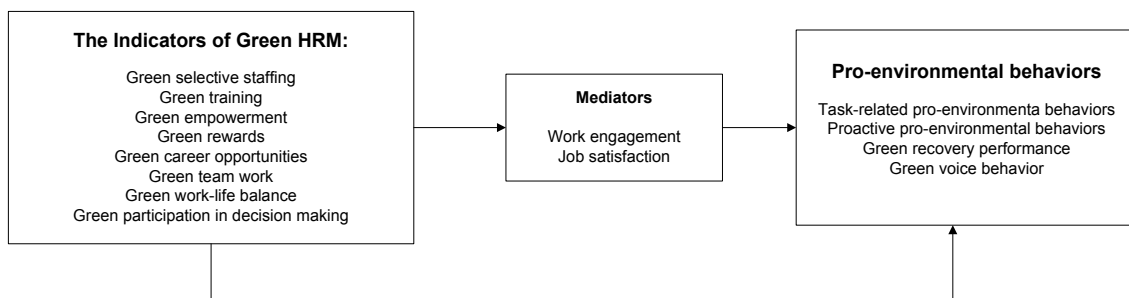 The Indicators of Green HRM:
Green selective staffing
Green training
Green empowerment
Green rewards
Green career opportunities
Green team work
Green work-life balance
Green participation in decision making
Mediators
Work engagement
Job satisfaction
Pro-environmental behaviors
Task-related pro-environmenta behaviors
Proactive pro-environmental behaviors
Green recovery performance
Green voice behavior